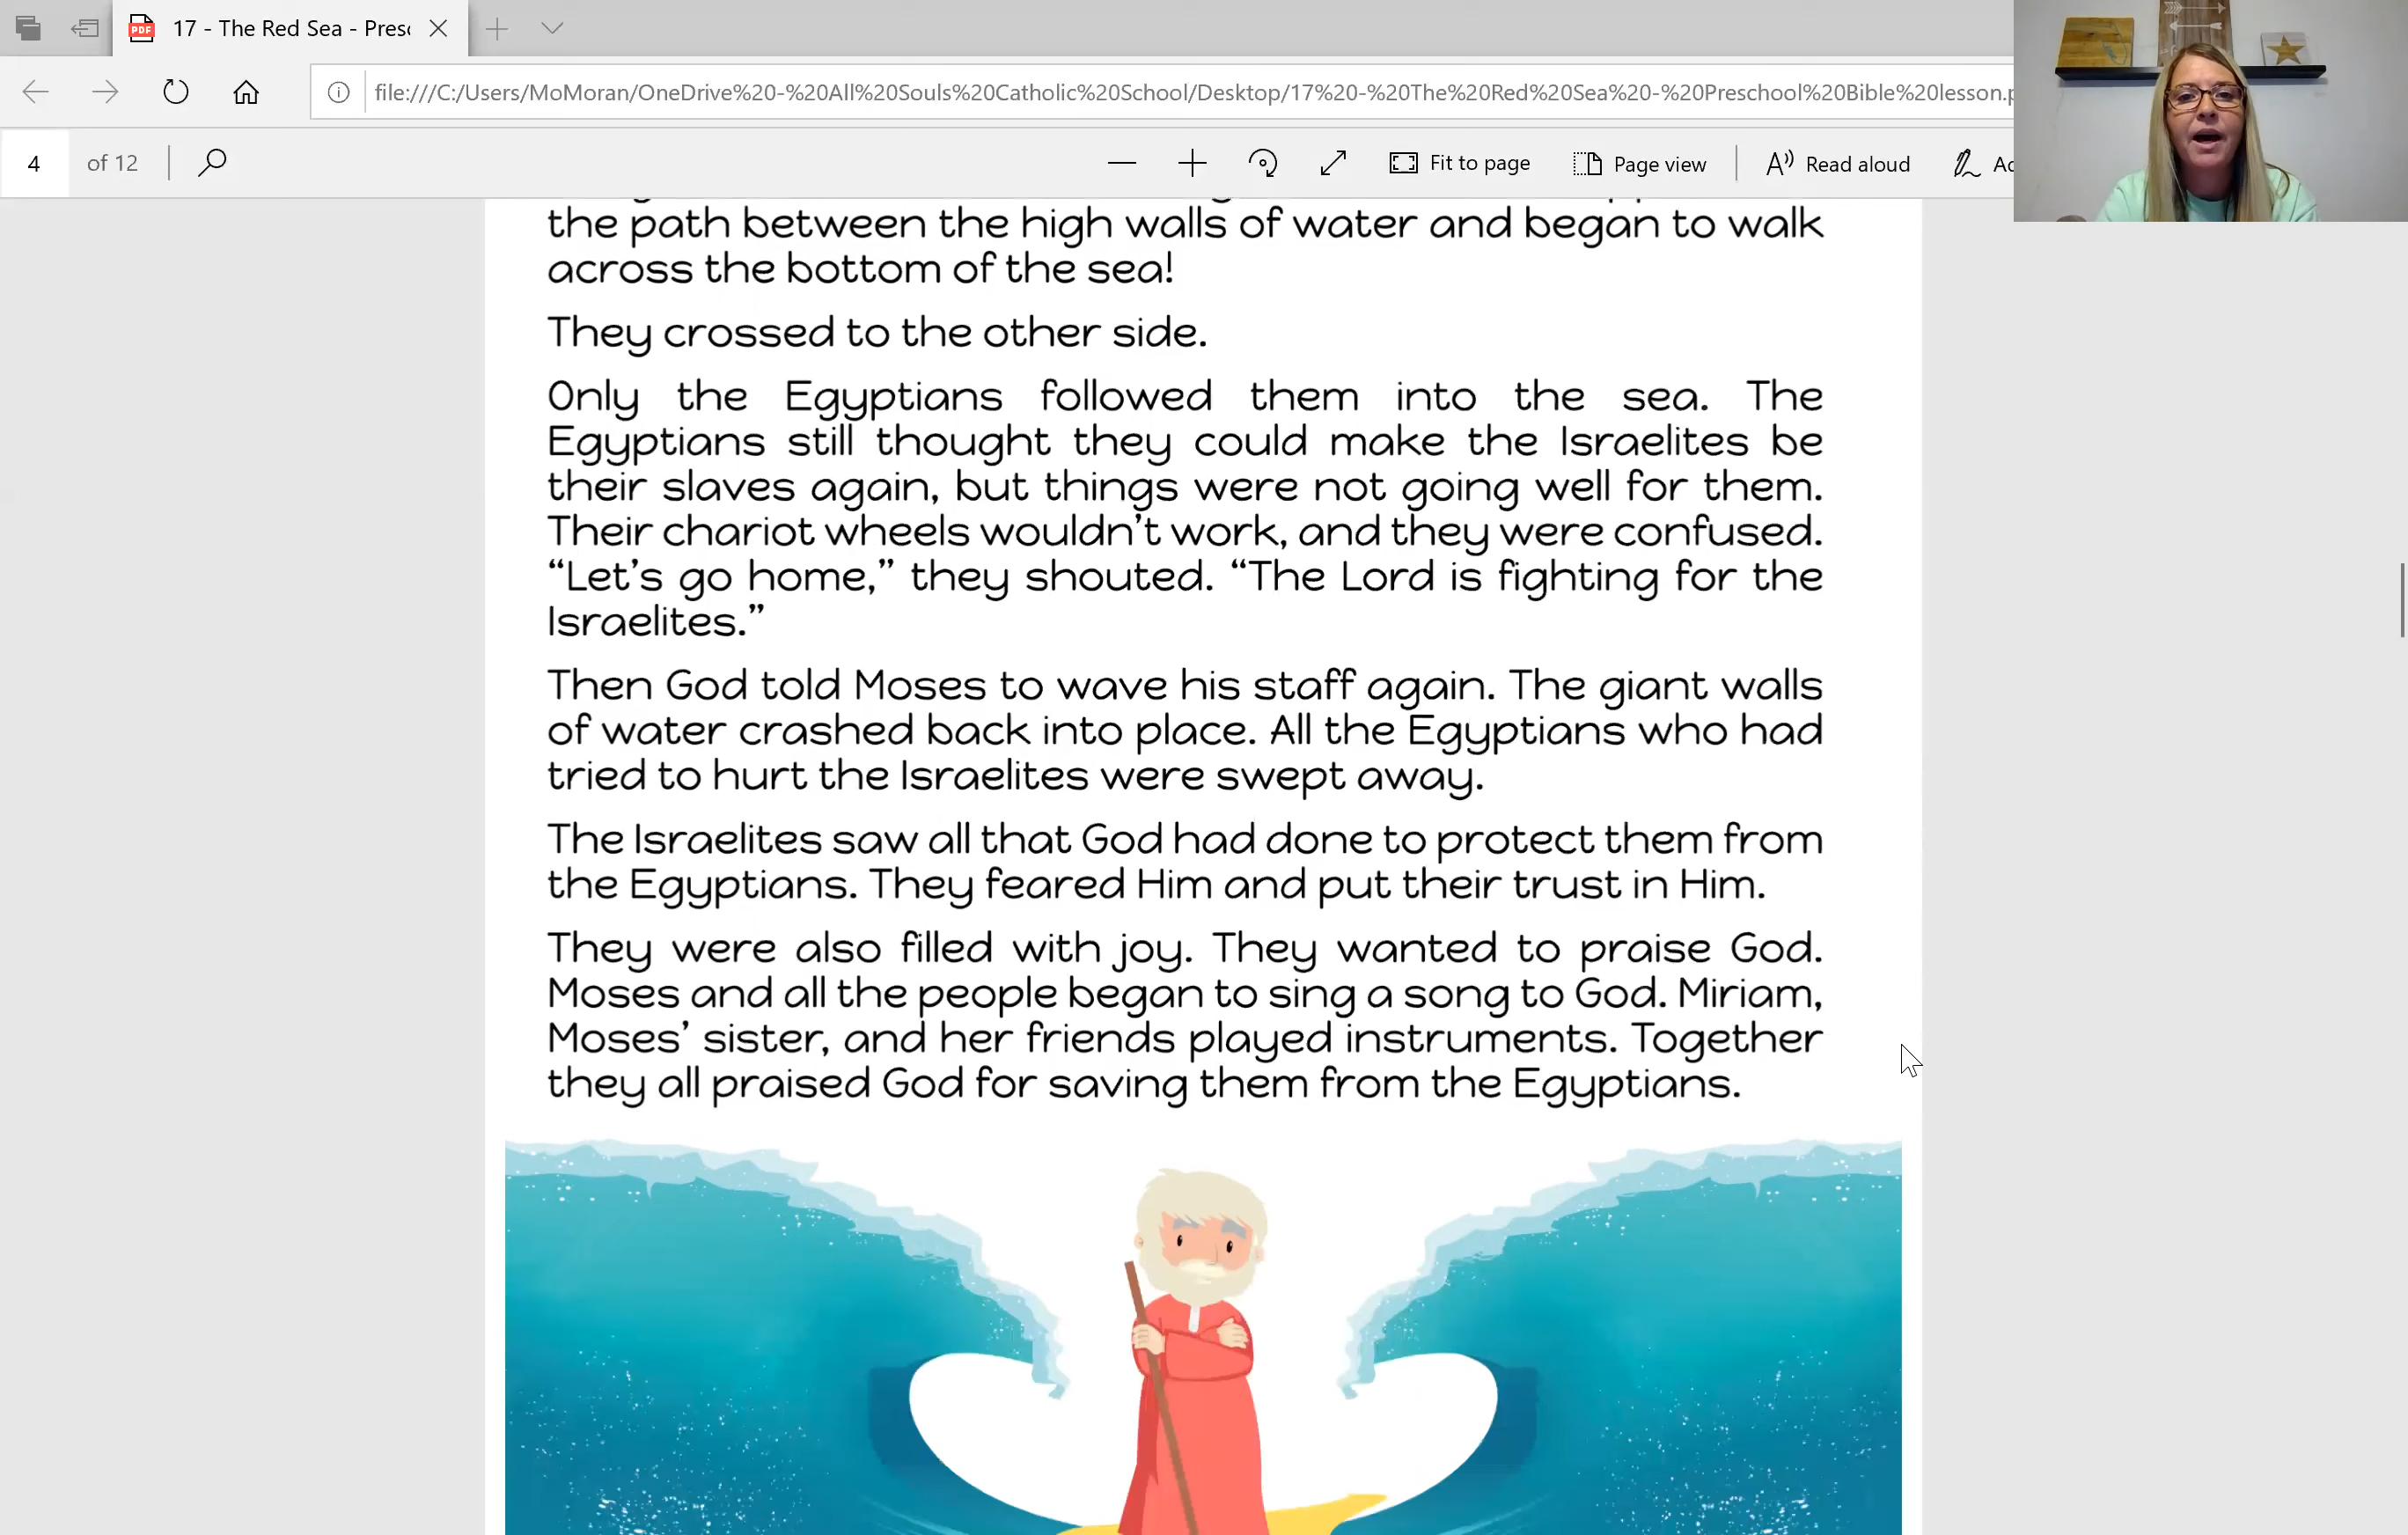 17 - The Red Sea - Pres
file:///C:/Users/MoMoran/OneDrive%20-%20All%20Souls%20Catholic%20School/Desktop/17%20-%20The%20Red%20Sea%20-%20Preschool%20Bible%20lesson.p
4 of 12
Fit to page
Page view
Read aloud
the path between the high walls of water and began to walk
across the bottom of the sea!
They crossed to the other side.
Only the Egyptians followed them into the sea. The
Egyptians still thought they could make the Israelites be
their slaves again, but things were not going well for them.
Their chariot wheels wouldn't work, and they were confused.
“Let's go home,” they shouted. “The Lord is fighting for the
Israelites.”
Then God told Moses to wave his staff again. The giant walls
of water crashed back into place. All the Egyptians who had
tried to hurt the Israelites were swept away.
The Israelites saw all that God had done to protect them from
the Egyptians. They feared Him and put their trust in Him.
They were also filled with joy. They wanted to praise God.
Moses and all the people began to sing a song to God. Miriam,
Moses' sister, and her friends played instruments. Together
they all praised God for saving them from the Egyptians.